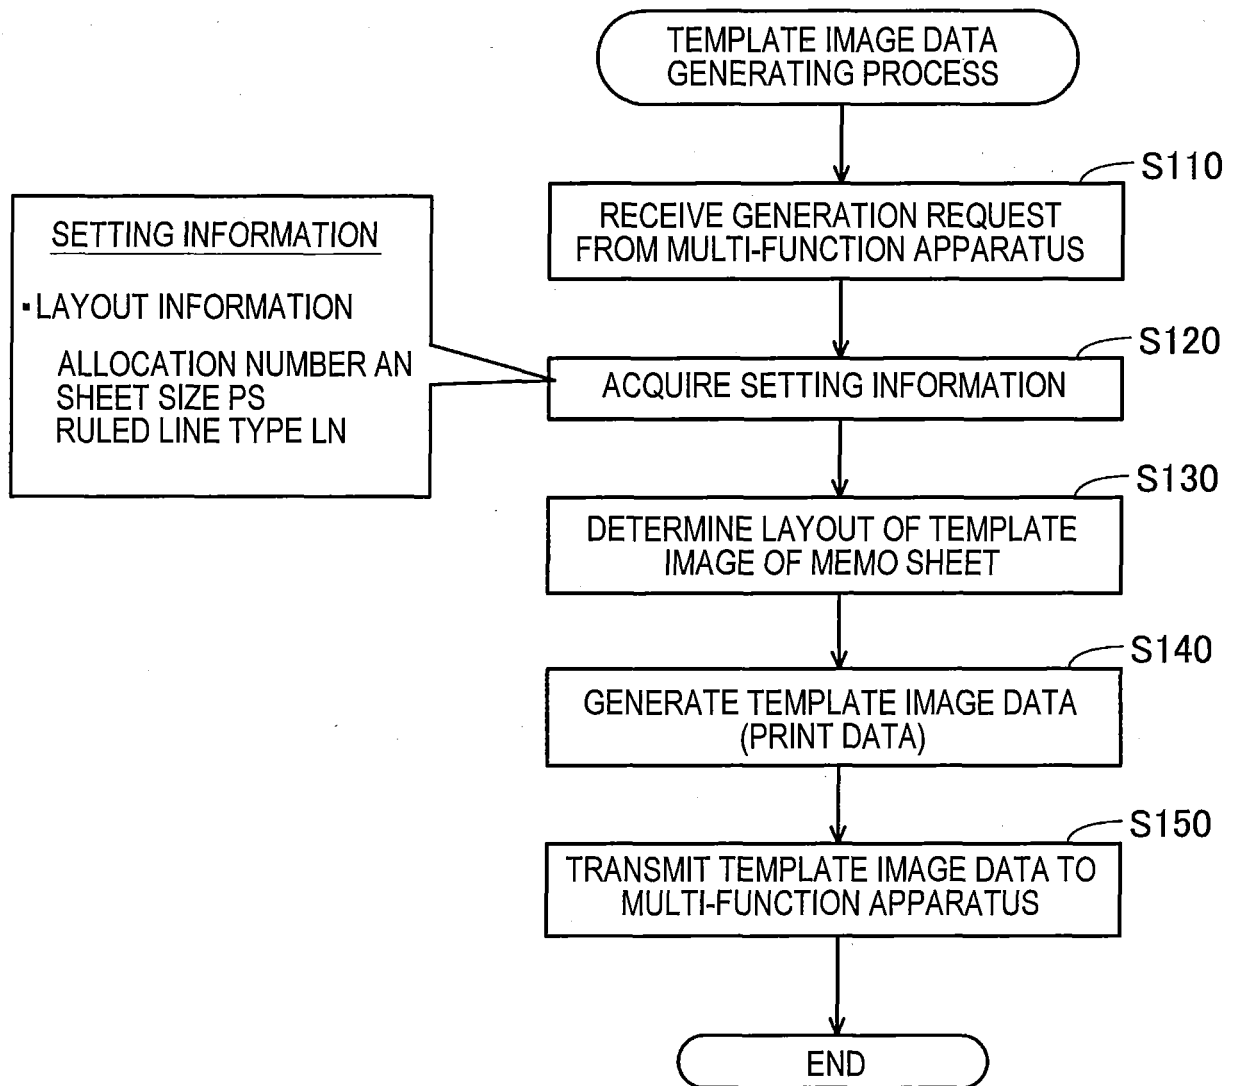 TEMPLATE IMAGE DATA
GENERATING PROCESS
S110
RECEIVE GENERATION REQUEST
FROM MULTI-FUNCTION APPARATUS
SETTING INFORMATION
▪LAYOUT INFORMATION
ALLOCATION NUMBER AN
SHEET SIZE PS
RULED LINE TYPE LN
S120
ACQUIRE SETTING INFORMATION
S130
DETERMINE LAYOUT OF TEMPLATE
IMAGE OF MEMO SHEET
S140
GENERATE TEMPLATE IMAGE DATA
(PRINT DATA)
S150
TRANSMIT TEMPLATE IMAGE DATA TO
MULTI-FUNCTION APPARATUS
END